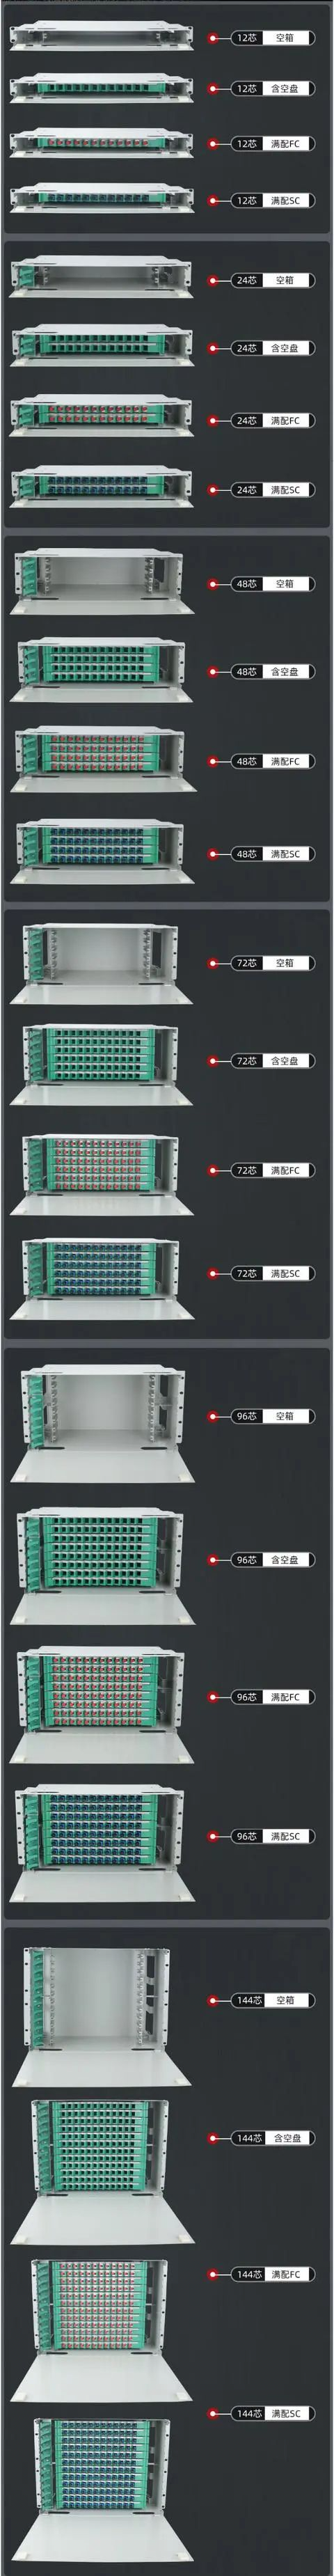 12芯 空箱
12芯 含空盘
12芯 满配FC
12芯 满配SC
24芯 空箱
24芯 含空盘
24芯 满配FC
24芯 满配SC
48芯 空箱
48芯 含空盘
48芯 满配FC
48芯 满配SC
72芯 空箱
72芯 含空盘
72芯 满配FC
72芯 满配SC
96芯 空箱
96芯 含空盘
96芯 满配FC
96芯 满配SC
144芯 空箱
144芯 含空盘
144芯 满配FC
144芯 满配SC